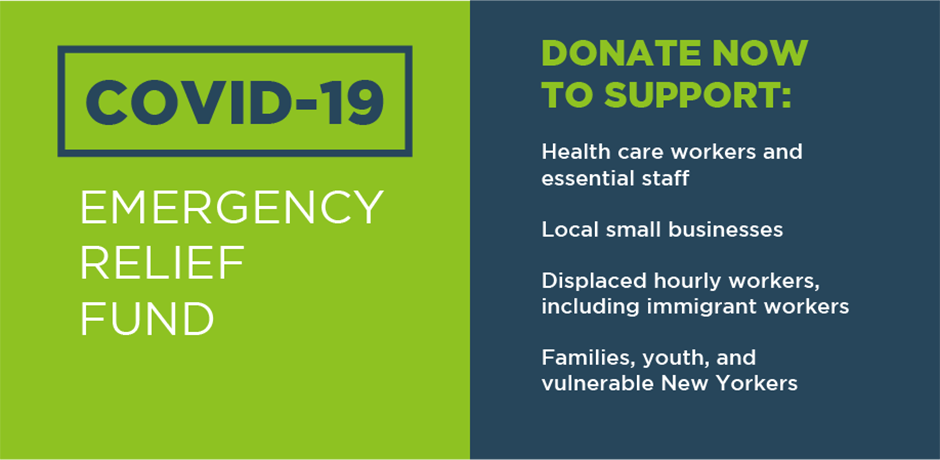 COVID-19
EMERGENCY
RELIEF
FUND
DONATE NOW
TO SUPPORT:
Health care workers and
essential staff
Local small businesses
Displaced hourly workers,
including immigrant workers
Families, youth, and
vulnerable New Yorkers